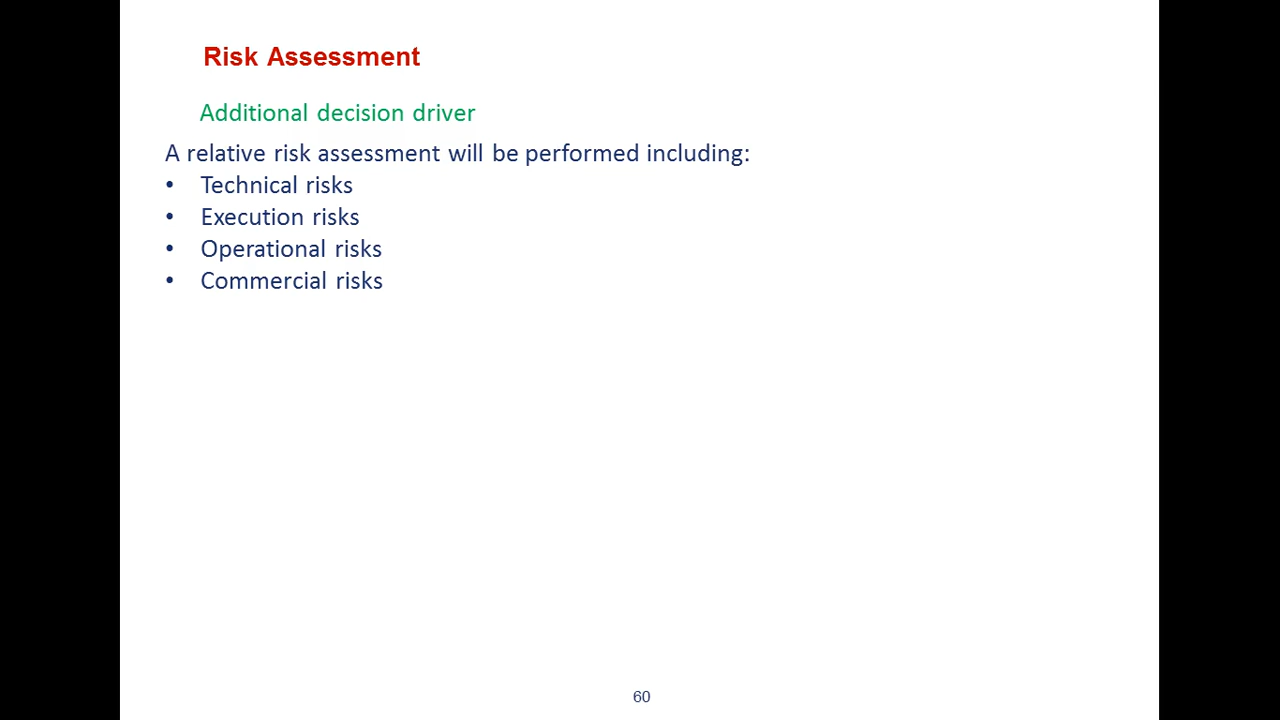 Risk Assessment
Additional decision driver
A relative risk assessment will be performed including:
• Technical risks
• Execution risks
• Operational risks
• Commercial risks
60